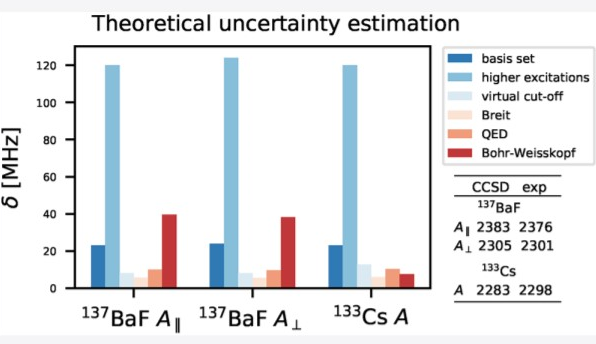 Theoretical uncertainty estimation
δ [MHz]
120
100
80
60
40
20
0
¹³⁷BaF A∥ ¹³⁷BaF A⊥ ¹³³Cs A
basis set
higher excitations
virtual cut-off
Breit
QED
Bohr-Weisskopf
CCSD exp
¹³⁷BaF
A∥ 2383 2376
A⊥ 2305 2301
¹³³Cs
A 2283 2298